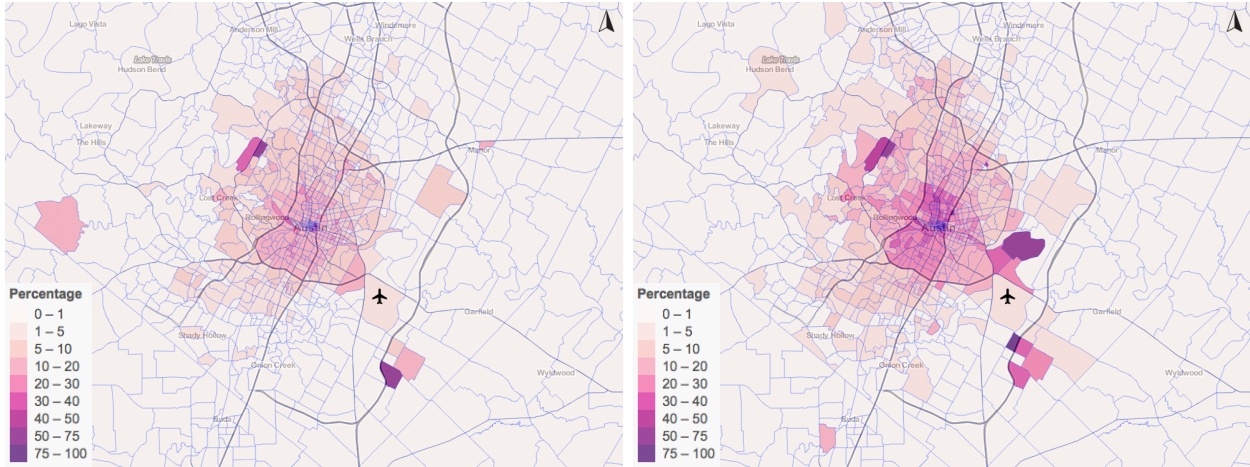 Lago Vista
Anderson Mill
Windemere
Wells Branch
Lake Travis
Hudson Bend
Lakeway
The Hills
Manor
Lost Creek
Rollingwood
Austin
Percentage
0 – 1
1 – 5
5 – 10
10 – 20
20 – 30
30 – 40
40 – 50
50 – 75
75 – 100
Garfield
Shady Hollow
Onion Creek
Wyldwood
Buda
Lago Vista
Anderson Mill
Windemere
Wells Branch
Lake Travis
Hudson Bend
Lakeway
The Hills
Manor
Lost Creek
Rollingwood
Austin
Percentage
0 – 1
1 – 5
5 – 10
10 – 20
20 – 30
30 – 40
40 – 50
50 – 75
75 – 100
Garfield
Shady Hollow
Onion Creek
Wyldwood
Buda